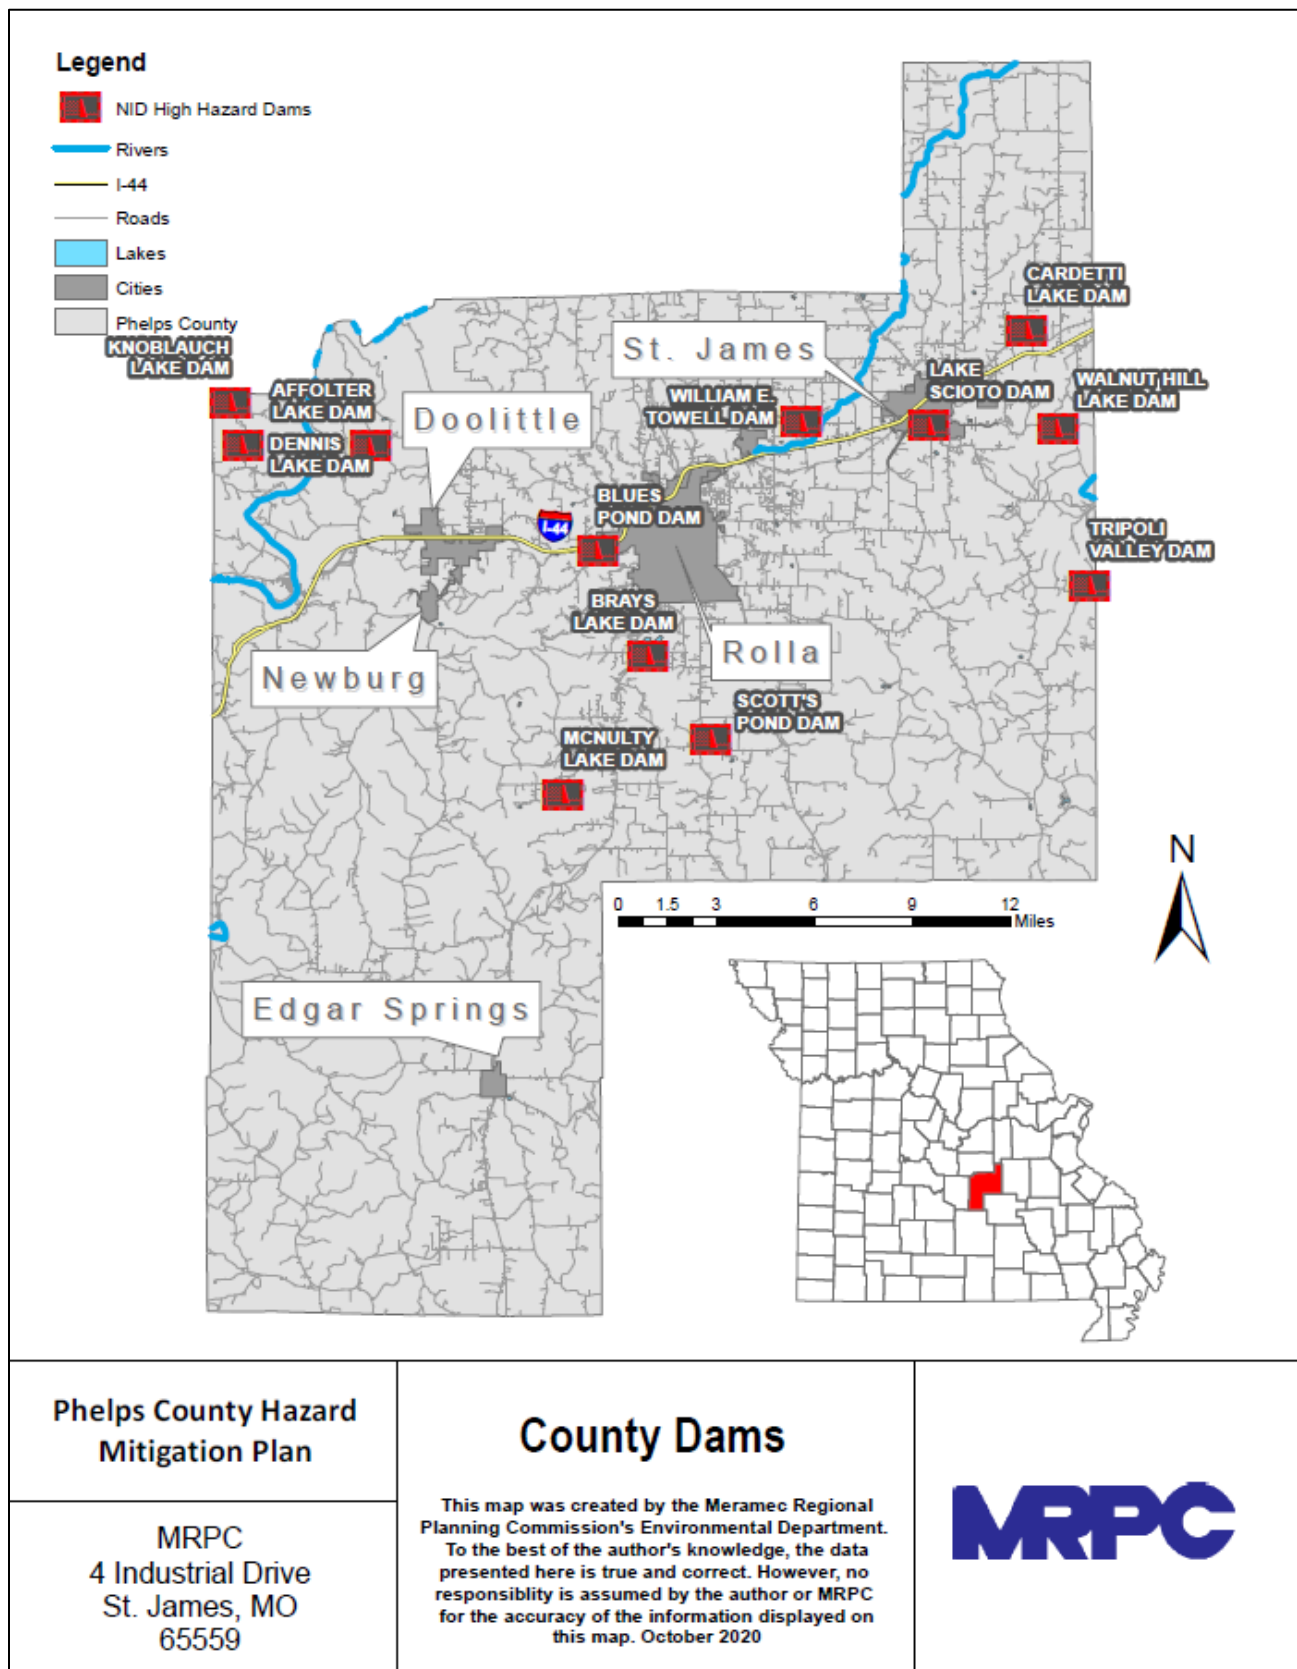 Legend
NID High Hazard Dams
Rivers
I-44
Roads
Lakes
Cities
Phelps County
KNOBLAUCH
LAKE DAM
AFFOLTER
LAKE DAM
DENNIS
LAKE DAM
Doolittle
St. James
CARDETTI
LAKE DAM
LAKE
SCIOTO DAM
WALNUT HILL
LAKE DAM
WILLIAM E.
TOWELL DAM
BLUES
POND DAM
I-44
TRIPOLI
VALLEY DAM
BRAYS
LAKE DAM
Rolla
Newburg
SCOTT'S
POND DAM
MCNULTY
LAKE DAM
N
0 1.5 3 6 9 12
Miles
Edgar Springs
Phelps County Hazard
Mitigation Plan
MRPC
4 Industrial Drive
St. James, MO
65559
County Dams
This map was created by the Meramec Regional
Planning Commission's Environmental Department.
To the best of the author's knowledge, the data
presented here is true and correct. However, no
responsiblity is assumed by the author or MRPC
for the accuracy of the information displayed on
this map. October 2020
MRPC